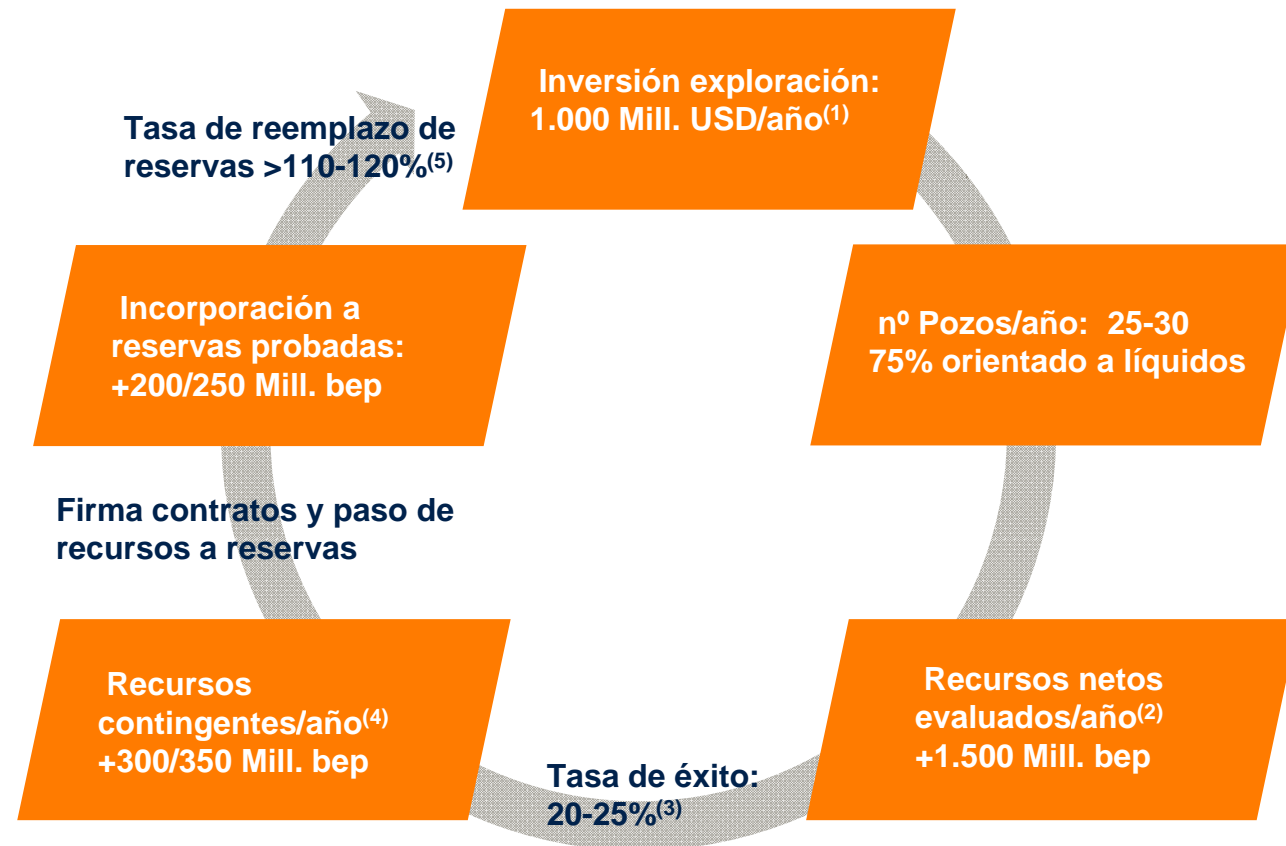 Inversión exploración:
1.000 Mill. USD/año(1)
nº Pozos/año: 25-30
75% orientado a líquidos
Recursos netos
evaluados/año(2)
+1.500 Mill. bep
Tasa de éxito:
20-25%(3)
Recursos
contingentes/año(4)
+300/350 Mill. bep
Firma contratos y paso de
recursos a reservas
Incorporación a
reservas probadas:
+200/250 Mill. bep
Tasa de reemplazo de
reservas >110-120%(5)